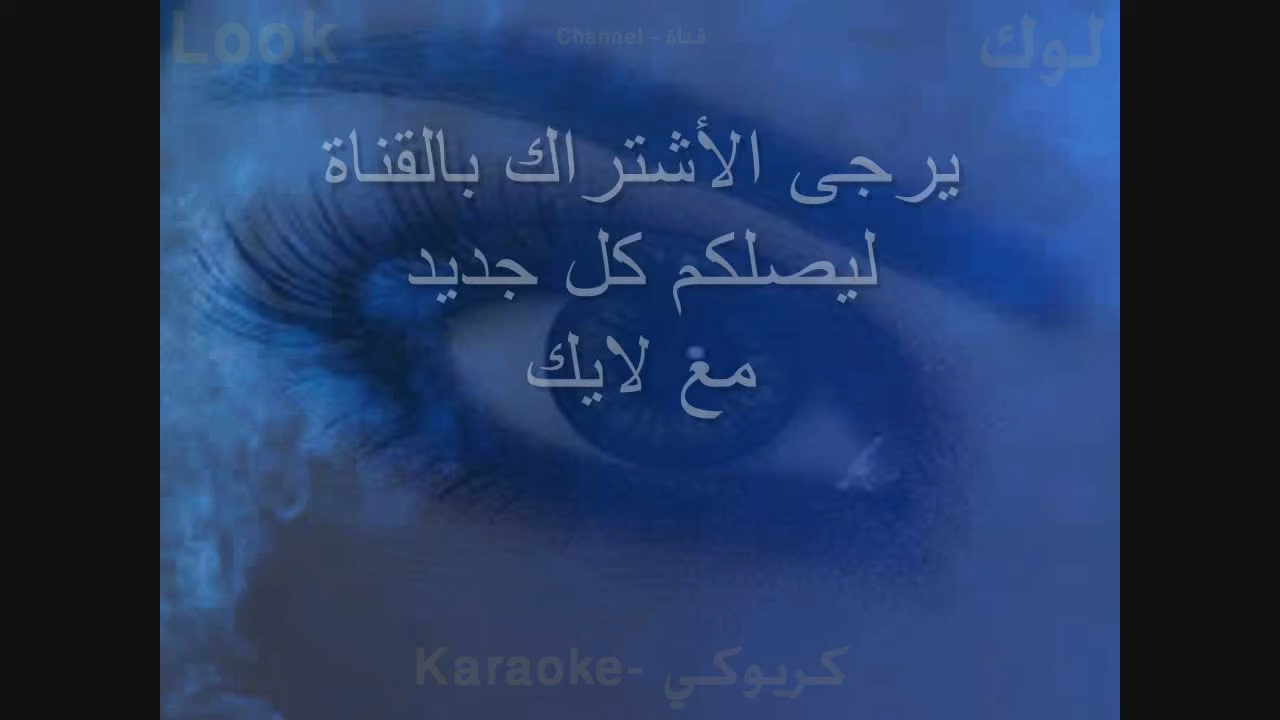 Look
Channel - قناة
لوك
يرجى الأشتراك بالقناة
ليصلكم كل جديد
مغ لايك
Karaoke- كريوكي